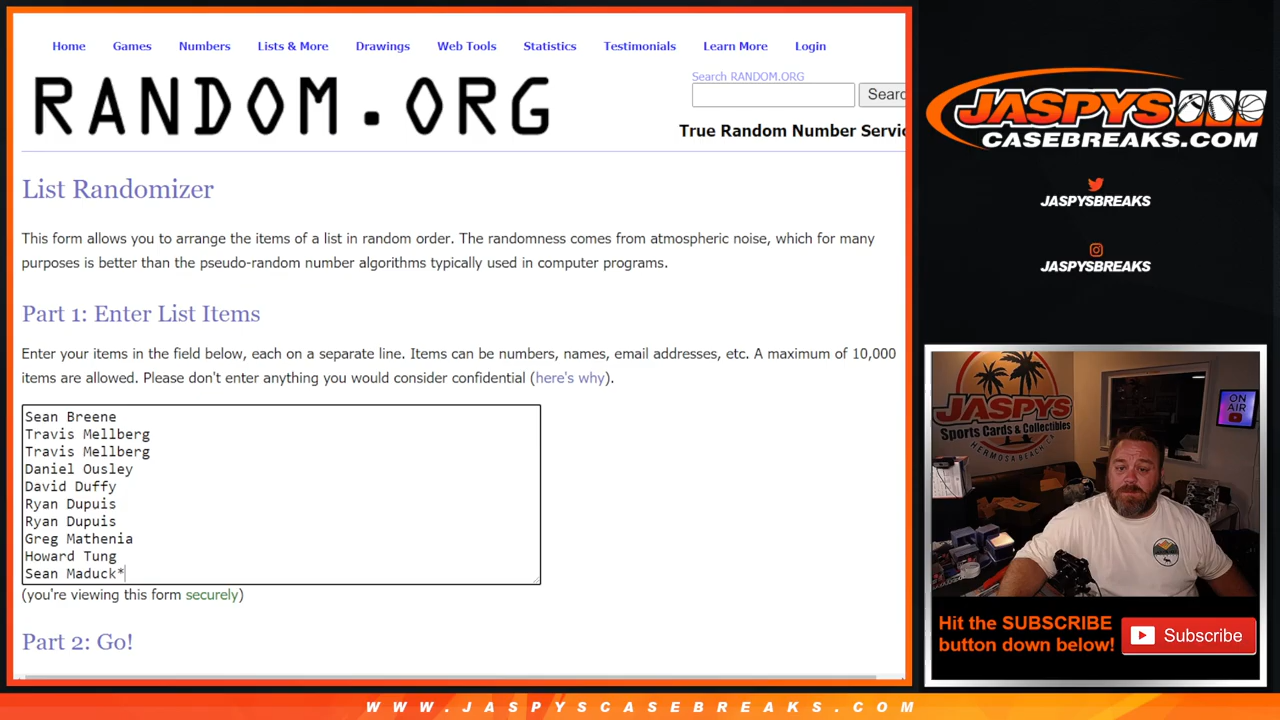 Home Games Numbers Lists & More Drawings Web Tools Statistics Testimonials Learn More Login
RANDOM.ORG
Search RANDOM.ORG
Searc
True Random Number Servic
List Randomizer
This form allows you to arrange the items of a list in random order. The randomness comes from atmospheric noise, which for many
purposes is better than the pseudo-random number algorithms typically used in computer programs.
Part 1: Enter List Items
Enter your items in the field below, each on a separate line. Items can be numbers, names, email addresses, etc. A maximum of 10,000
items are allowed. Please don't enter anything you would consider confidential (here's why).
Sean Breene
Travis Mellberg
Travis Mellberg
Daniel Ousley
David Duffy
Ryan Dupuis
Ryan Dupuis
Greg Mathenia
Howard Tung
Sean Maduck*
(you're viewing this form securely)
Part 2: Go!
JASPYS
CASEBREAKS.COM
JASPYSBREAKS
JASPYSBREAKS
JASPYS
Sports Cards & Collectibles
HERMOSA BEACH, CA
ON
AIR
Hit the SUBSCRIBE
button down below!
Subscribe
WWW.JASPYSCASEBREAKS.COM